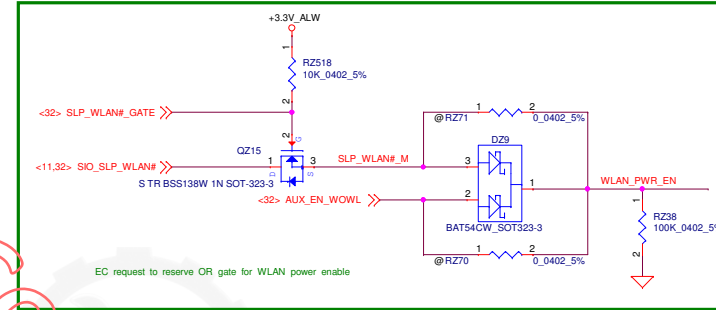 +3.3V_ALW
1
RZ518
10K_0402_5%
2
<32> SLP_WLAN#_GATE
2
G
QZ15
<11,32> SIO_SLP_WLAN#
1
3
D
S
SLP_WLAN#_M
S TR BSS138W 1N SOT-323-3
<32> AUX_EN_WOWL
@RZ71
1
2
0_0402_5%
DZ9
3
2
1
BAT54CW_SOT323-3
WLAN_PWR_EN
1
RZ38
100K_0402_5%
2
@RZ70
1
2
0_0402_5%
EC request to reserve OR gate for WLAN power enable